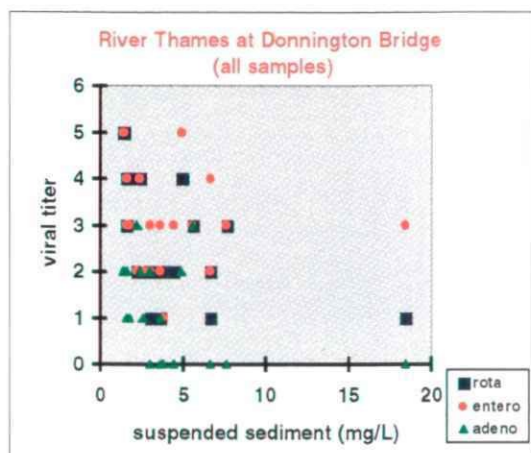 River Thames at Donnington Bridge
(all samples)
viral titer
6
5
4
3
2
1
0
0
5
10
15
20
suspended sediment (mg/L)
rota
entero
adeno